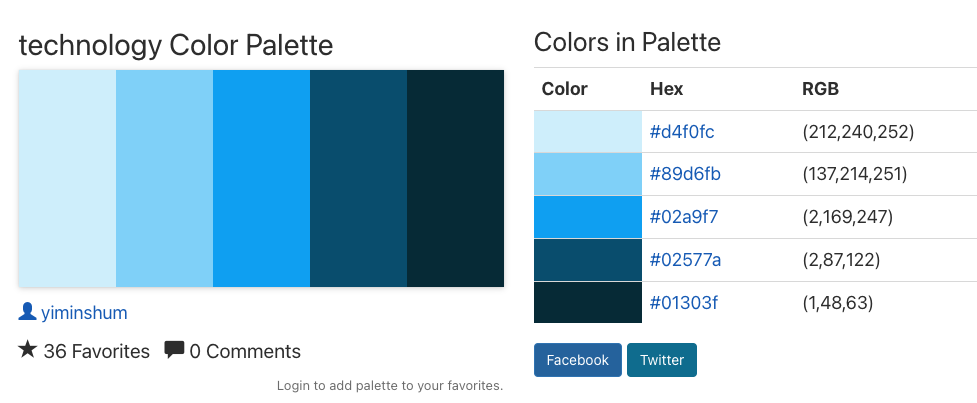 technology Color Palette
yiminshum
36 Favorites 0 Comments
Login to add palette to your favorites.
Colors in Palette
Color Hex RGB
#d4f0fc (212,240,252)
#89d6fb (137,214,251)
#02a9f7 (2,169,247)
#02577a (2,87,122)
#01303f (1,48,63)
Facebook Twitter